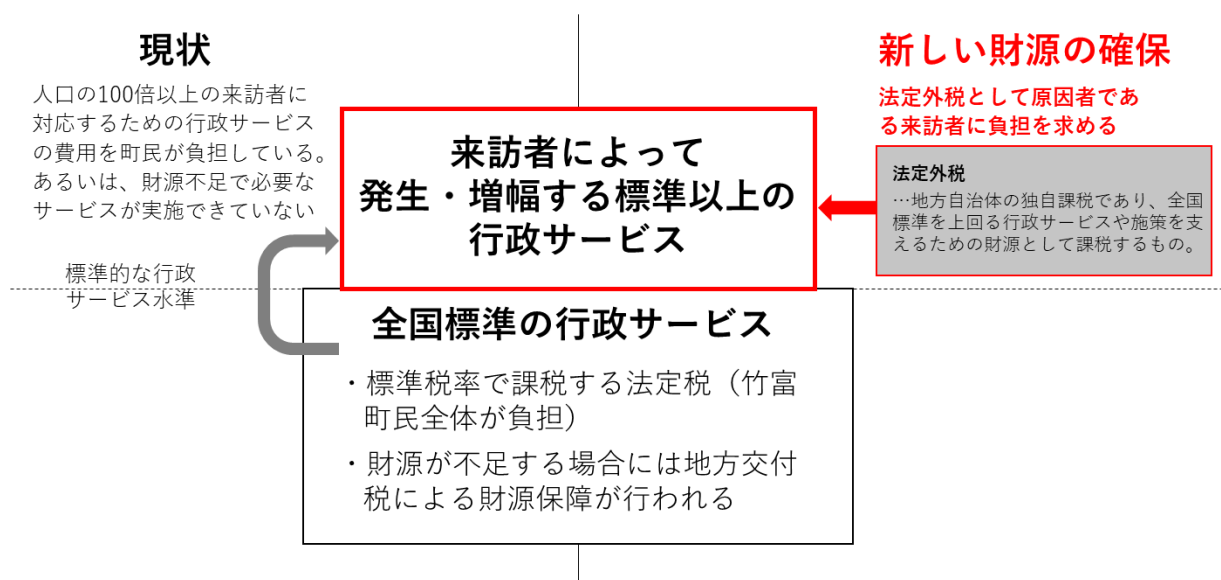 現状
人口の100倍以上の来訪者に
対応するための行政サービス
の費用を町民が負担している。
あるいは、財源不足で必要な
サービスが実施できていない
標準的な行政
サービス水準
来訪者によって
発生・増幅する標準以上の
行政サービス
全国標準の行政サービス
・標準税率で課税する法定税（竹富
町民全体が負担）
・財源が不足する場合には地方交付
税による財源保障が行われる
新しい財源の確保
法定外税として原因者であ
る来訪者に負担を求める
法定外税
…地方自治体の独自課税であり、全国
標準を上回る行政サービスや施策を支
えるための財源として課税するもの。